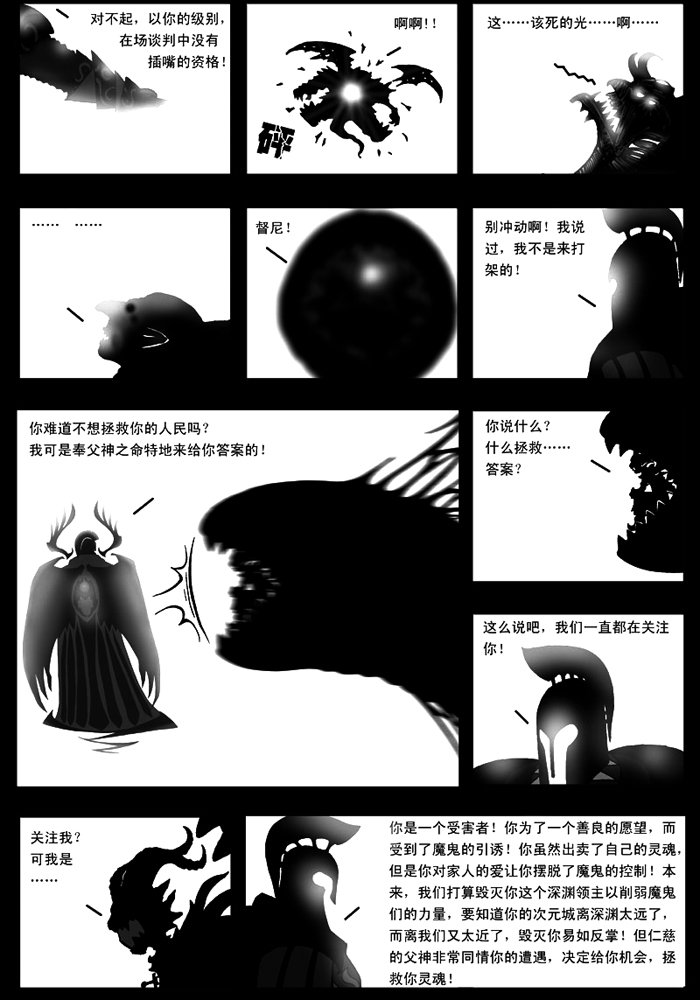 对不起，以你的级别，
在场谈判中没有
插嘴的资格！
啊啊！！
砰
这……该死的光……啊……
…… ……
督尼！
别冲动啊！我说
过，我不是来打
架的！
你难道不想拯救你的人民吗？
我可是奉父神之命特地来给你答案的！
你说什么？
什么拯救……
答案？
这么说吧，我们一直都在关注
你！
关注我？
可我是
……
你是一个受害者！你为了一个善良的愿望，而
受到了魔鬼的引诱！你虽然出卖了自己的灵魂，
但是你对家人的爱让你摆脱了魔鬼的控制！本
来，我们打算毁灭你这个深渊领主以削弱魔鬼
们的力量，要知道你的次元城离深渊太远了，
而离我们又太近了，毁灭你易如反掌！但仁慈
的父神非常同情你的遭遇，决定给你机会，拯
救你灵魂！